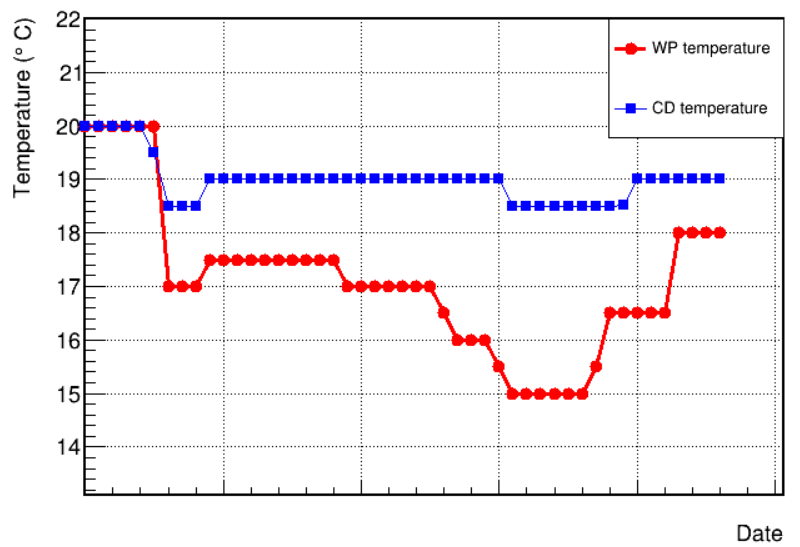 22
21
20
19
18
17
16
15
14
Temperature (° C)
WP temperature
CD temperature
Date